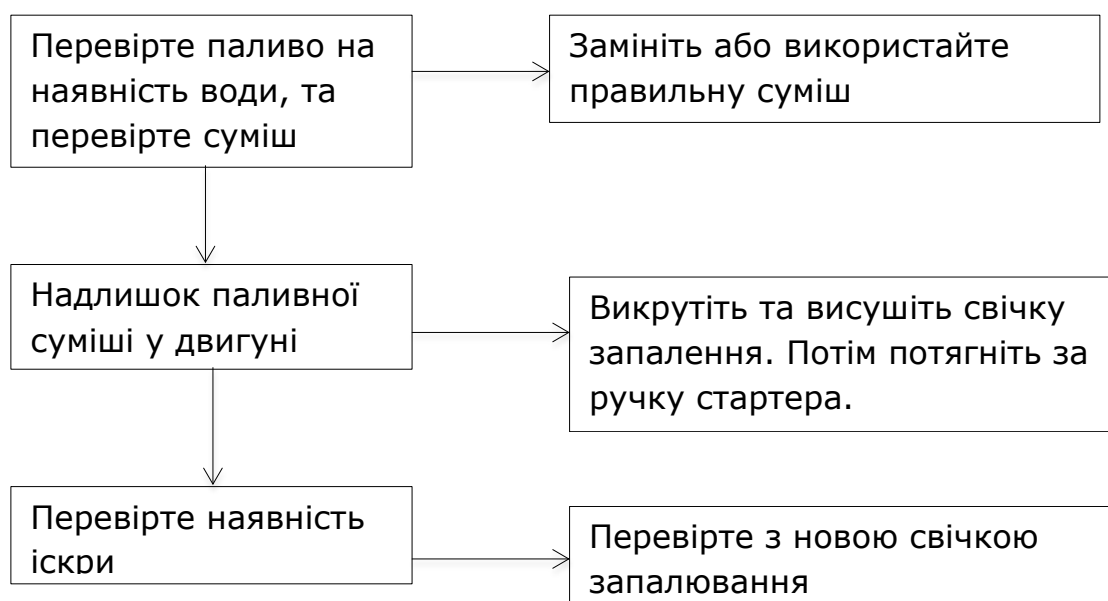 Перевірте паливо на
наявність води, та
перевірте суміш
Замініть або використайте
правильну суміш
Надлишок паливної
суміші у двигуні
Викрутіть та висушіть свічку
запалення. Потім потягніть за
ручку стартера.
Перевірте наявність
іскри
Перевірте з новою свічкою
запалювання